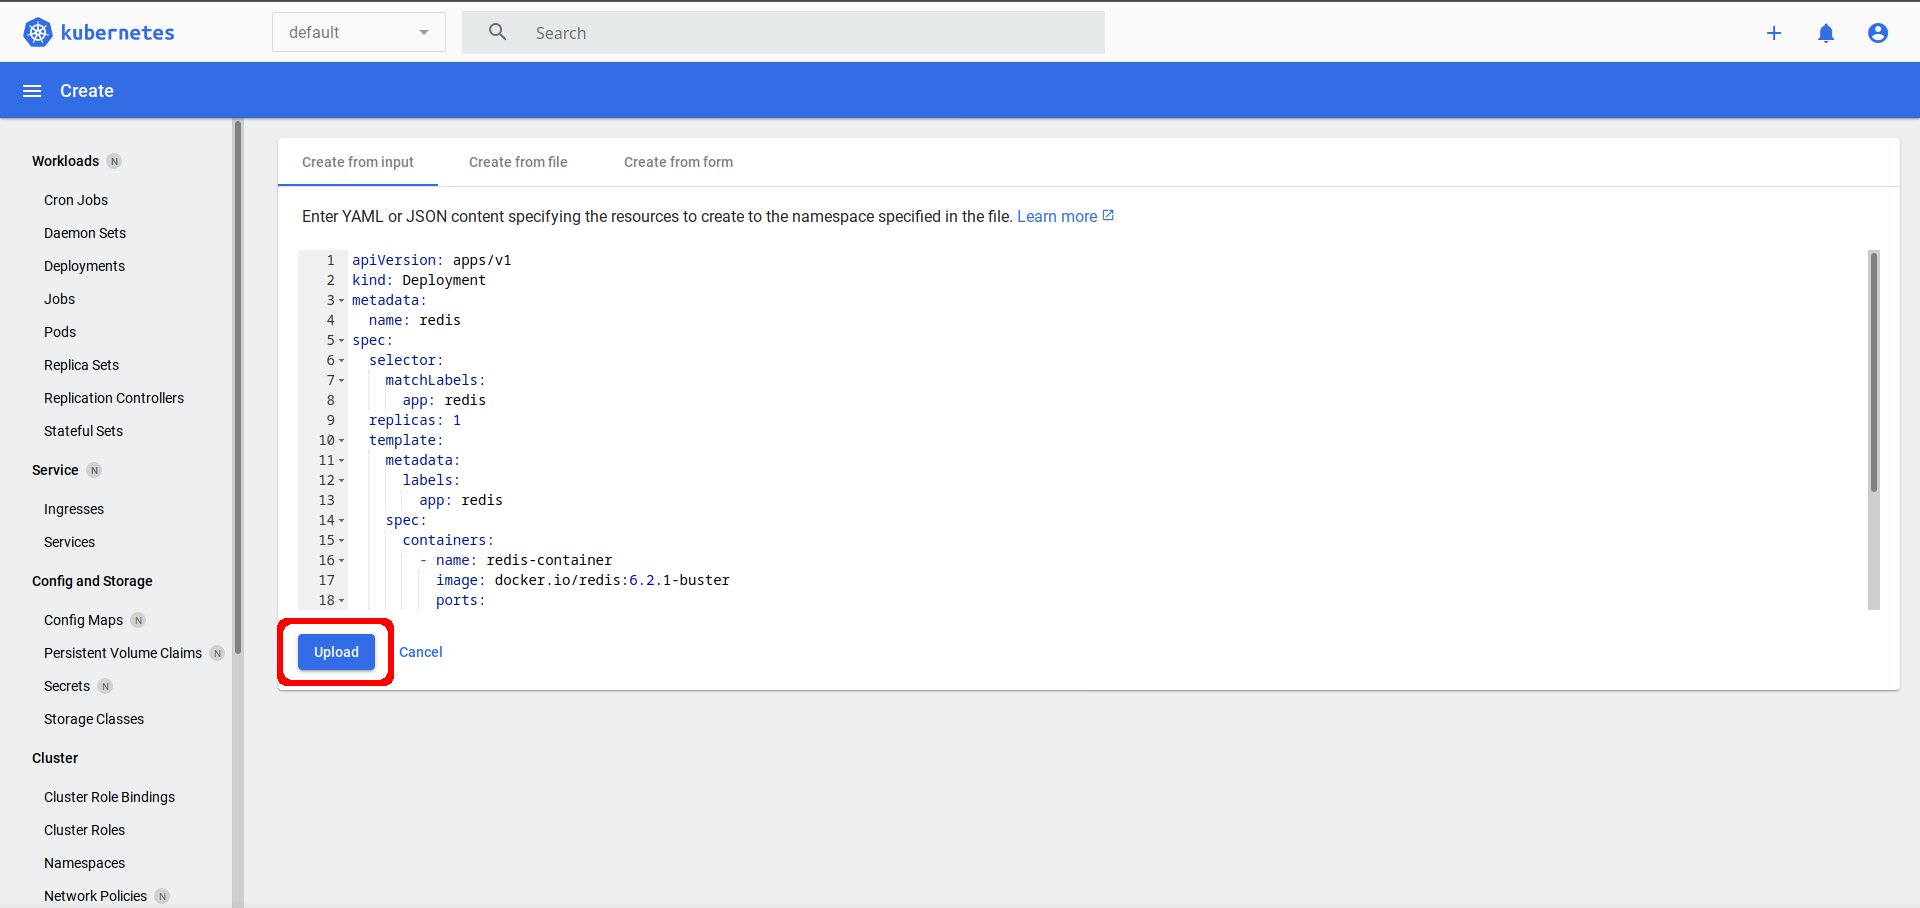 kubernetes
default
Search
Create
Workloads N
Cron Jobs
Daemon Sets
Deployments
Jobs
Pods
Replica Sets
Replication Controllers
Stateful Sets
Service N
Ingresses
Services
Config and Storage
Config Maps N
Persistent Volume Claims N
Secrets N
Storage Classes
Cluster
Cluster Role Bindings
Cluster Roles
Namespaces
Network Policies N
Create from input
Create from file
Create from form
Enter YAML or JSON content specifying the resources to create to the namespace specified in the file. Learn more
1 apiVersion: apps/v1
2 kind: Deployment
3 metadata:
4   name: redis
5 spec:
6   selector:
7     matchLabels:
8       app: redis
9   replicas: 1
10   template:
11     metadata:
12       labels:
13         app: redis
14     spec:
15       containers:
16         - name: redis-container
17           image: docker.io/redis:6.2.1-buster
18           ports:
Upload
Cancel